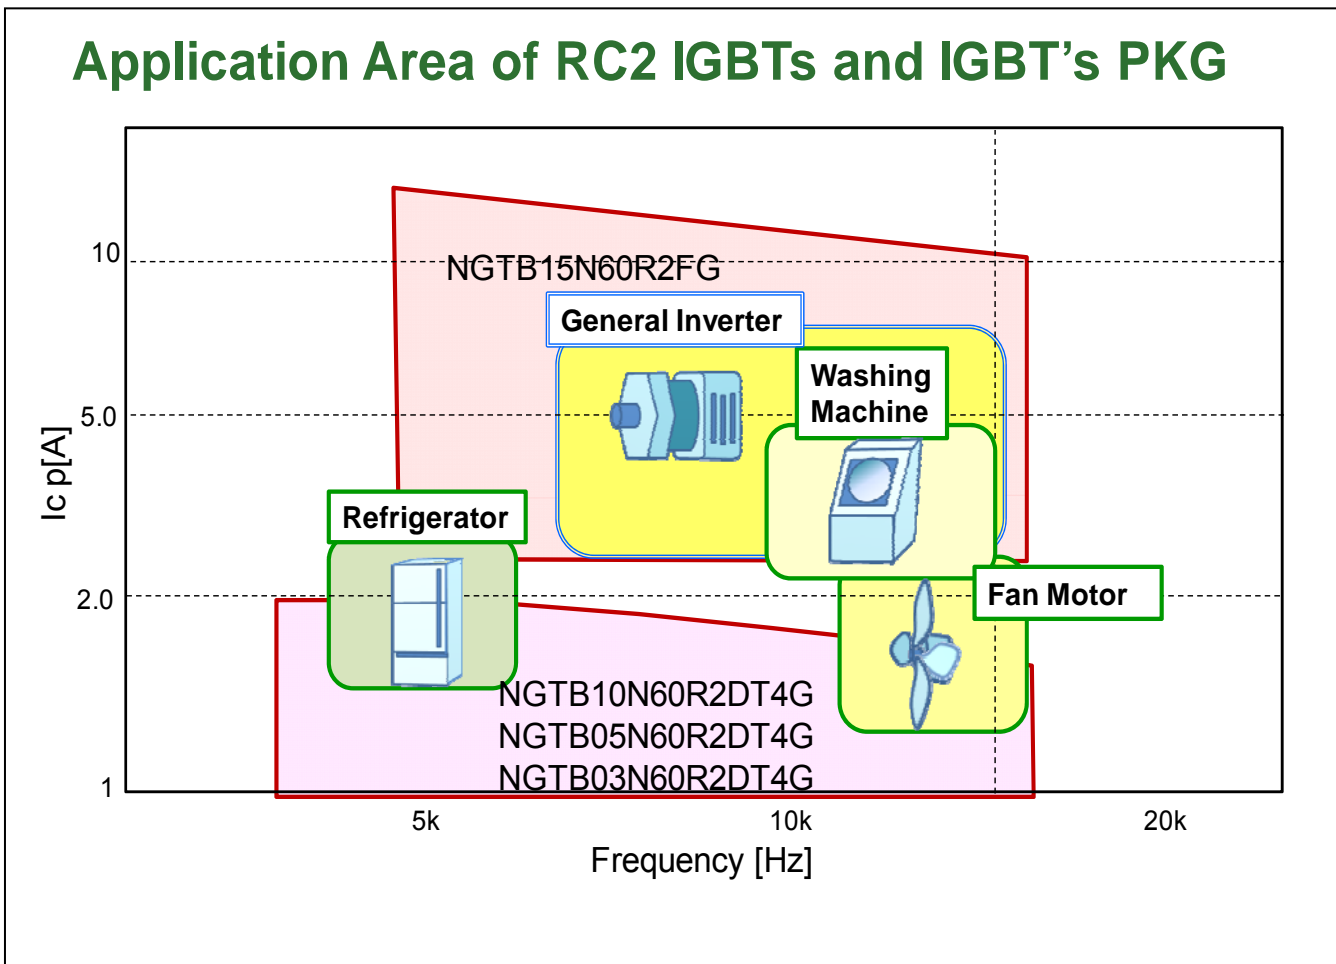 Application Area of RC2 IGBTs and IGBT’s PKG
10
NGTB15N60R2FG
General Inverter
Washing
Machine
5.0
Ic p[A]
Refrigerator
2.0
Fan Motor
NGTB10N60R2DT4G
NGTB05N60R2DT4G
NGTB03N60R2DT4G
1
5k
10k
20k
Frequency [Hz]